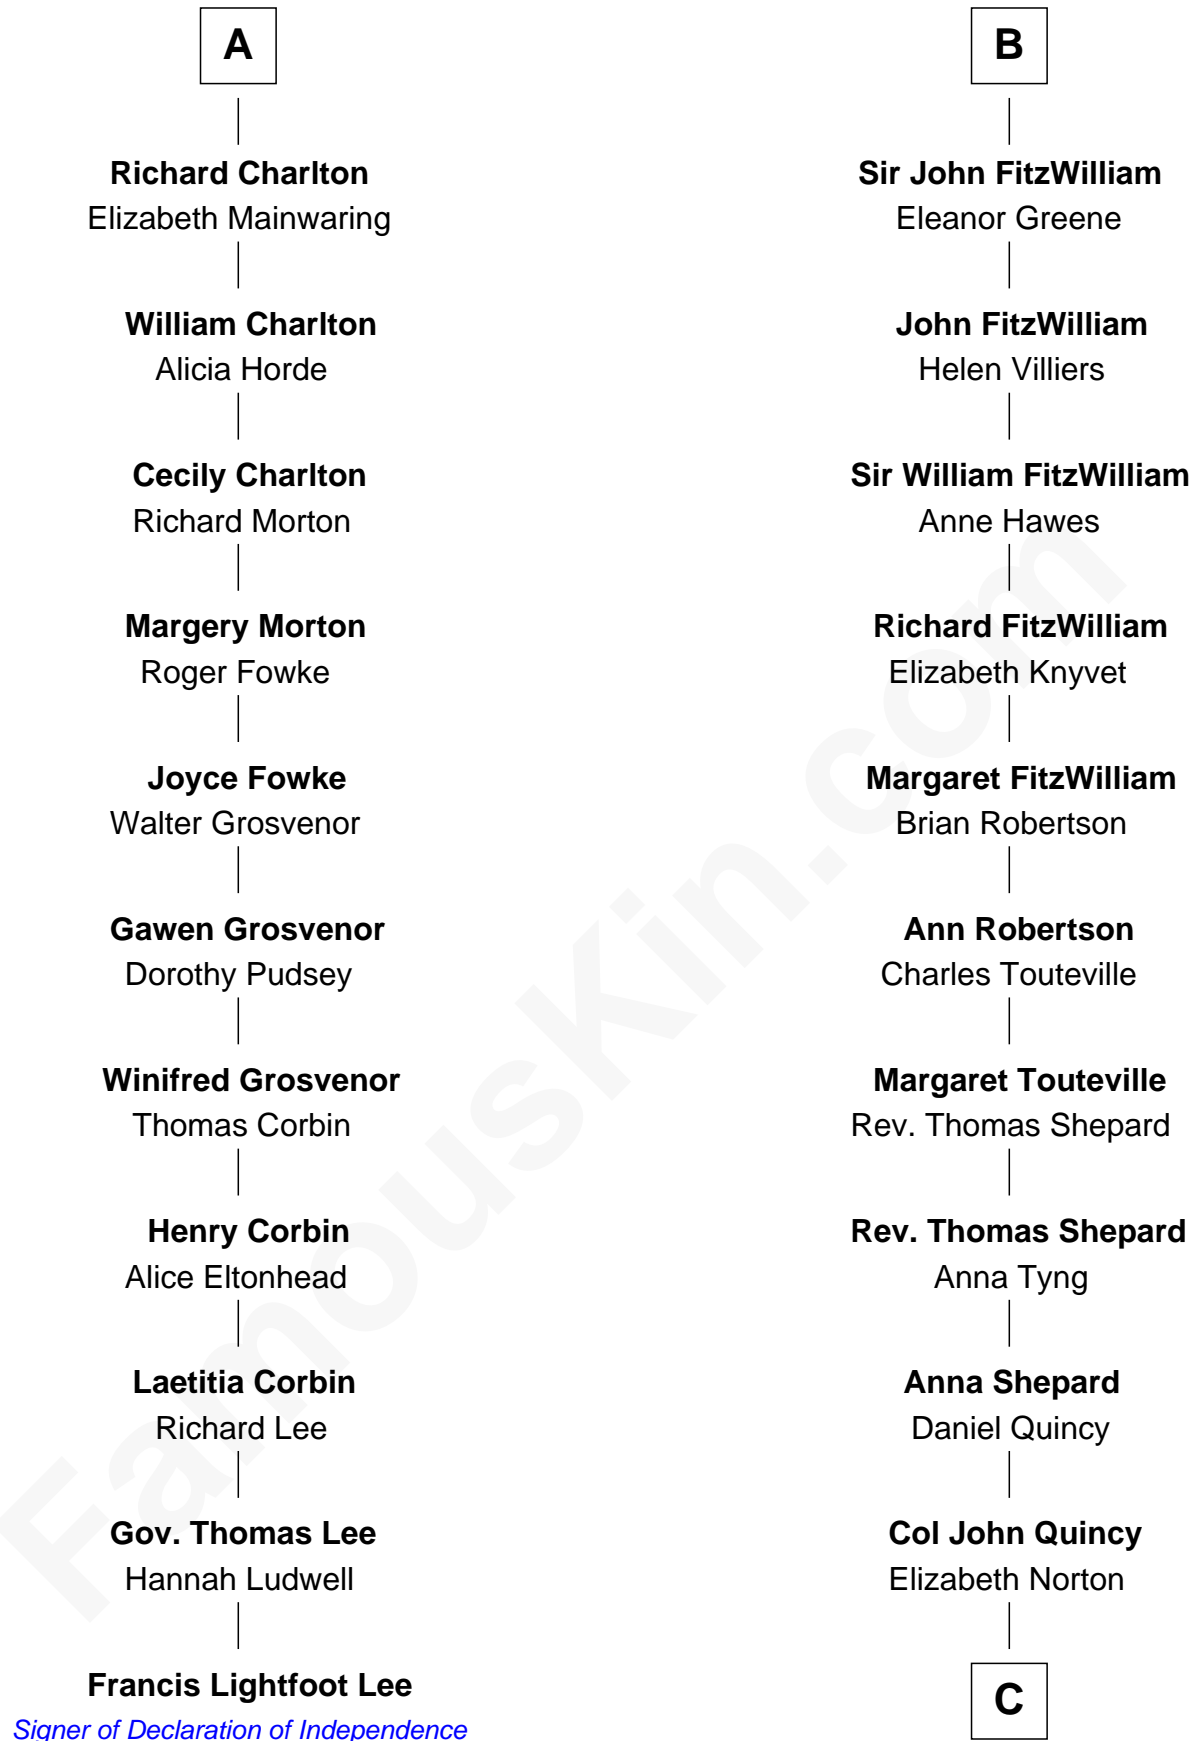 A
Richard Charlton
Elizabeth Mainwaring
William Charlton
Alicia Horde
Cecily Charlton
Richard Morton
Margery Morton
Roger Fowke
Joyce Fowke
Walter Grosvenor
Gawen Grosvenor
Dorothy Pudsey
Winifred Grosvenor
Thomas Corbin
Henry Corbin
Alice Eltonhead
Laetitia Corbin
Richard Lee
Gov. Thomas Lee
Hannah Ludwell
Francis Lightfoot Lee
Signer of Declaration of Independence
B
Sir John FitzWilliam
Eleanor Greene
John FitzWilliam
Helen Villiers
Sir William FitzWilliam
Anne Hawes
Richard FitzWilliam
Elizabeth Knyvet
Margaret FitzWilliam
Brian Robertson
Ann Robertson
Charles Touteville
Margaret Touteville
Rev. Thomas Shepard
Rev. Thomas Shepard
Anna Tyng
Anna Shepard
Daniel Quincy
Col John Quincy
Elizabeth Norton
C
FamousKin.com